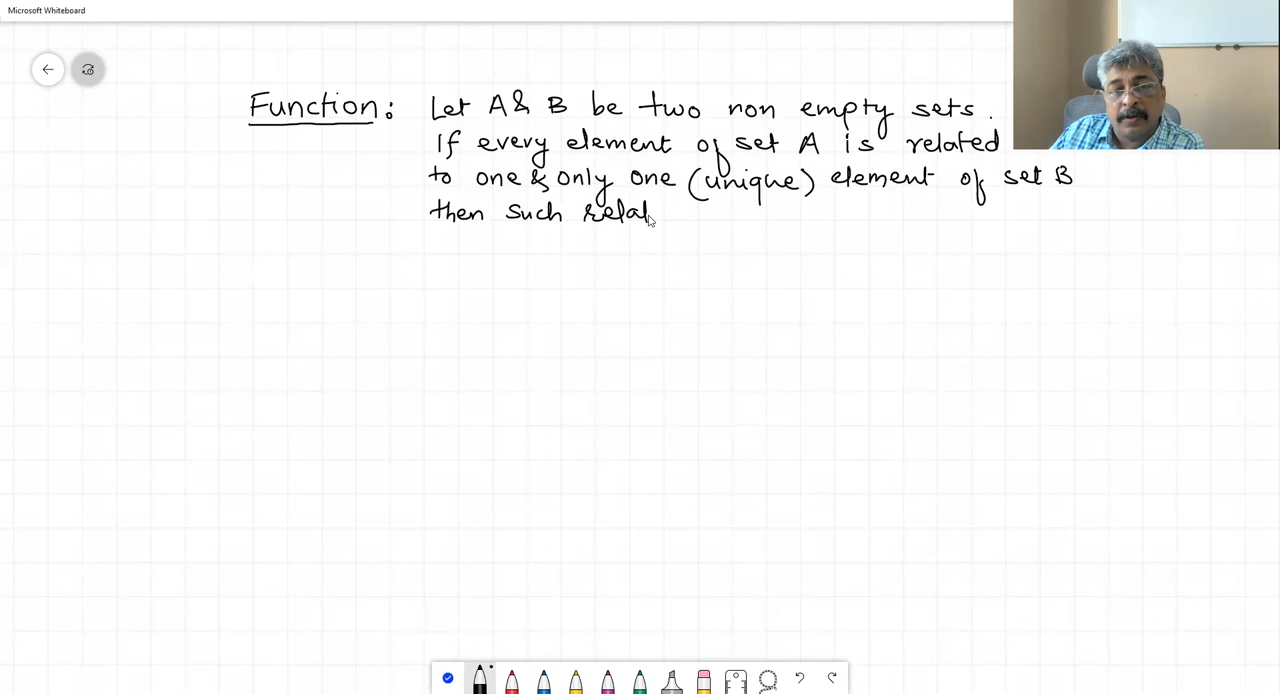 Microsoft Whiteboard
Function: Let A & B be two non empty sets.
If every element of set A is related
to one & only one (unique) element of set B
then such relat